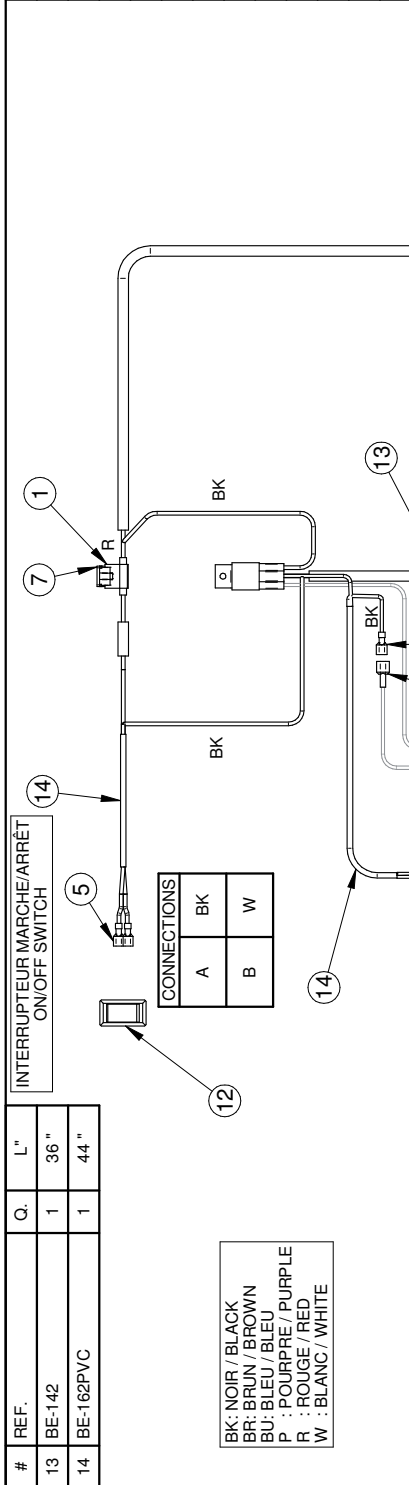 # REF. Q. L"
13 BE-142 1 36 "
14 BE-162PVC 1 44 "
INTERRUPTEUR MARCHE/ARRÊT
ON/OFF SWITCH
7
1
R
14
5
BK
BK
13
BK
12
CONNECTIONS
A BK
B W
14
BK: NOIR / BLACK
BR: BRUN / BROWN
BU: BLEU / BLEU
P : POURPRE / PURPLE
R : ROUGE / RED
W : BLANC / WHITE